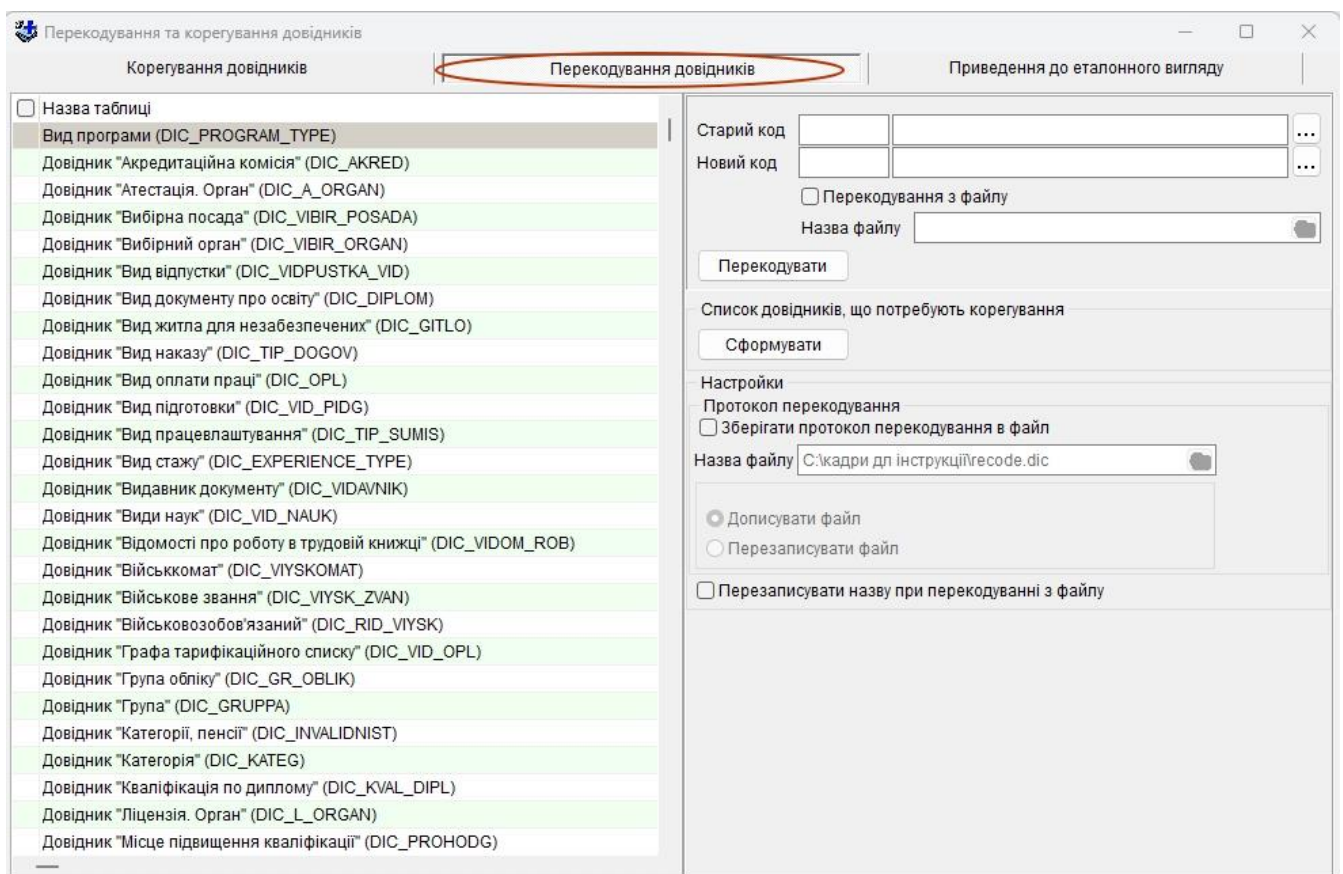 Перекодування та корегування довідників
Корегування довідників
Перекодування довідників
Приведення до еталонного вигляду
Назва таблиці
Вид програми (DIC_PROGRAM_TYPE)
Довідник "Акредитаційна комісія" (DIC_AKRED)
Довідник "Атестація. Орган" (DIC_A_ORGAN)
Довідник "Вибірна посада" (DIC_VIBIR_POSADA)
Довідник "Вибірний орган" (DIC_VIBIR_ORGAN)
Довідник "Вид відпустки" (DIC_VIDPUSTKA_VID)
Довідник "Вид документу про освіту" (DIC_DIPLOM)
Довідник "Вид житла для незабезпечених" (DIC_GITLO)
Довідник "Вид наказу" (DIC_TIP_DOGOV)
Довідник "Вид оплати праці" (DIC_OPL)
Довідник "Вид підготовки" (DIC_VID_PIDG)
Довідник "Вид працевлаштування" (DIC_TIP_SUMIS)
Довідник "Вид стажу" (DIC_EXPERIENCE_TYPE)
Довідник "Видавник документу" (DIC_VIDAVNIK)
Довідник "Види наук" (DIC_VID_NAUK)
Довідник "Відомості про роботу в трудовій книжці" (DIC_VIDOM_ROB)
Довідник "Військкомат" (DIC_VIYSKOMAT)
Довідник "Військове звання" (DIC_VIYSK_ZVAN)
Довідник "Військовозобов'язаний" (DIC_RID_VIYSK)
Довідник "Графа тарифікаційного списку" (DIC_VID_OPL)
Довідник "Група обліку" (DIC_GR_OBLIK)
Довідник "Група" (DIC_GRUPPA)
Довідник "Категорії, пенсії" (DIC_INVALIDNIST)
Довідник "Категорія" (DIC_KATEG)
Довідник "Кваліфікація по диплому" (DIC_KVAL_DIPL)
Довідник "Ліцензія. Орган" (DIC_L_ORGAN)
Довідник "Місце підвищення кваліфікації" (DIC_PROHODG)
Старий код
...
Новий код
...
Перекодування з файлу
Назва файлу
Перекодувати
Список довідників, що потребують корегування
Сформувати
Настройки
Протокол перекодування
Зберігати протокол перекодування в файл
Назва файлу C:\кадри дп інструкції\recode.dic
Дописувати файл
Перезаписувати файл
Перезаписувати назву при перекодуванні з файлу